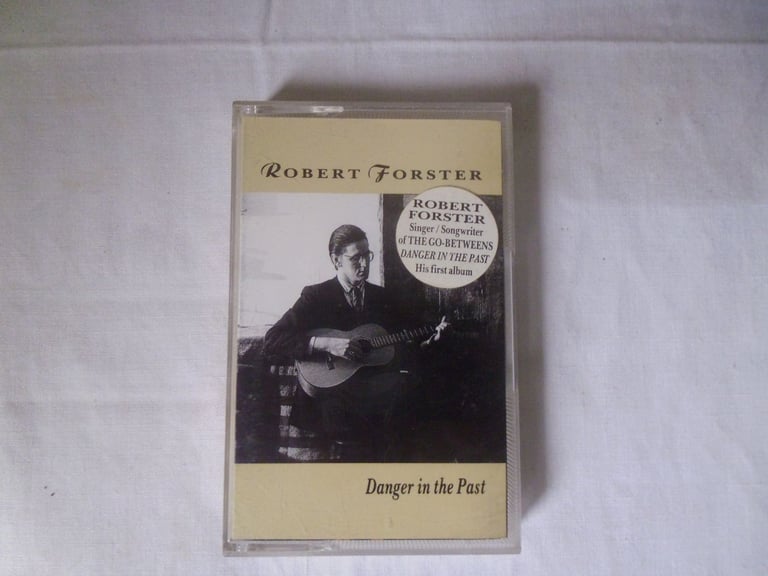 ROBERT FORSTER
ROBERT
FORSTER
Singer / Songwriter
of THE GO-BETWEENS
DANGER IN THE PAST
His first album
Danger in the Past